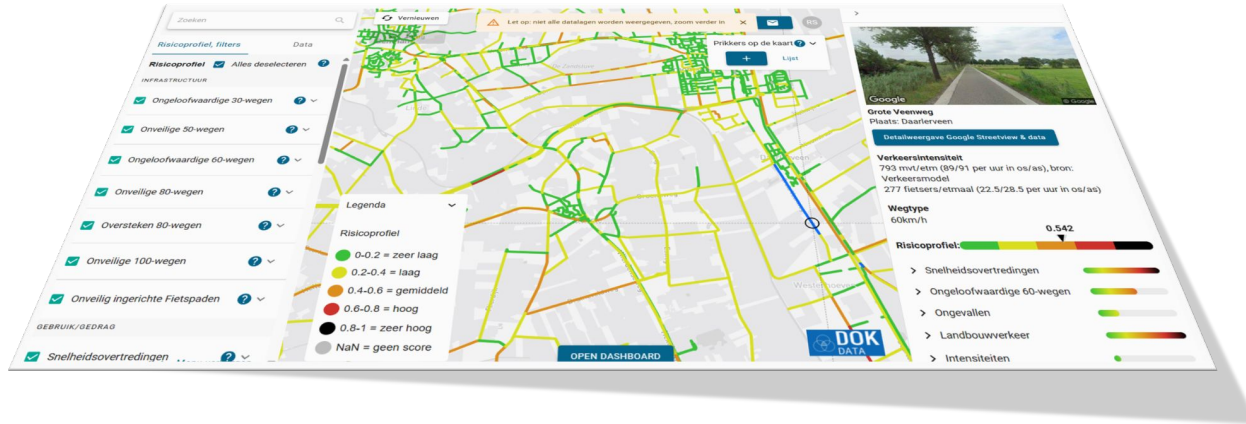 Zoeken
Risicoprofiel, filters
Data
Risicoprofiel
Alles deselecteren
INFRASTRUCTUUR
Ongeloofwaardige 30-wegen
Onveilige 50-wegen
Ongeloofwaardige 60-wegen
Onveilige 80-wegen
Oversteken 80-wegen
Onveilige 100-wegen
Onveilig ingerichte Fietspaden
GEBRUIK/GEDRAG
Snelheidsovertredingen
Vernieuwen
Let op: niet alle datalagen worden weergegeven, zoom verder in
RS
Prikkers op de kaart
+
Lijst
Legenda
Risicoprofiel
0-0.2 = zeer laag
0.2-0.4 = laag
0.4-0.6 = gemiddeld
0.6-0.8 = hoog
0.8-1 = zeer hoog
NaN = geen score
OPEN DASHBOARD
DOK
DATA
Google
© Google
Grote Veenweg
Plaats: Daarlerveen
Detailweergave Google Streetview & data
Verkeersintensiteit
793 mvt/etm (89/91 per uur in os/as), bron:
Verkeersmodel
277 fietsers/etmaal (22.5/28.5 per uur in os/as)
Wegtype
60km/h
0.542
Risicoprofiel:
Snelheidsovertredingen
Ongeloofwaardige 60-wegen
Ongevallen
Landbouwverkeer
Intensiteiten